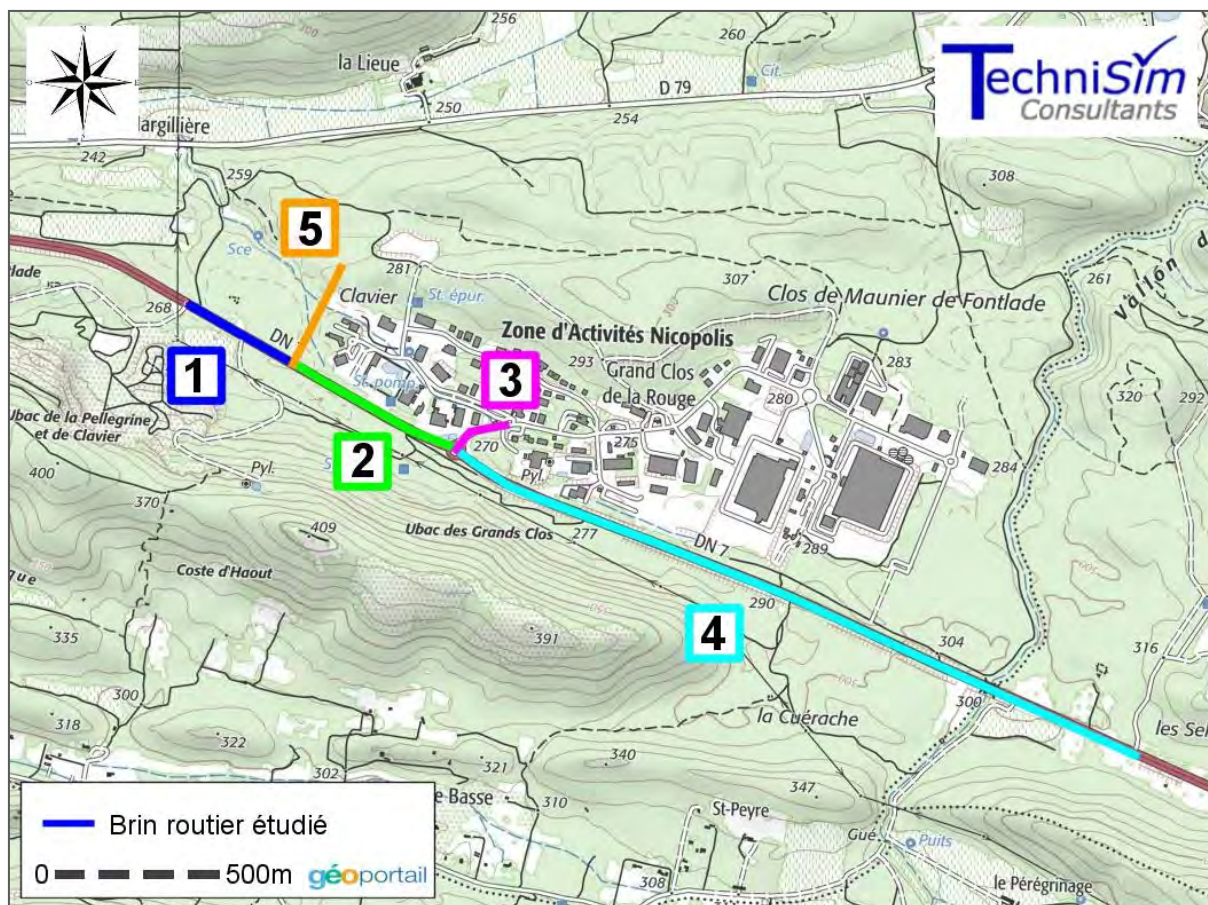 256
la Lieue
260
Cit.
TechniSim
Consultants
N
O
E
S
D 79
250
254
argillière
242
259
308
5
Sce
281
307
261
Vallon d
Clavier
St. épur.
Clos de Maunier de Fontlade
lade
268
DN
Zone d'Activités Nicopolis
283
293
Grand Clos
de la Rouge
1
3
St. pomp.
280
320
292
Ubac de la Pellegrine
et de Clavier
270
275
2
284
400
Pyl.
Pyl.
370
409
Ubac des Grands Clos
277
DN 7
289
Coste d'Haout
gue
290
4
304
335
391
316
300
300
la Cuérache
les Sel
318
322
340
302
321
347
e Basse
310
St-Peyre
Brin routier étudié
Gué
Puits
0
500m
géoportail
308
le Pérégrinage